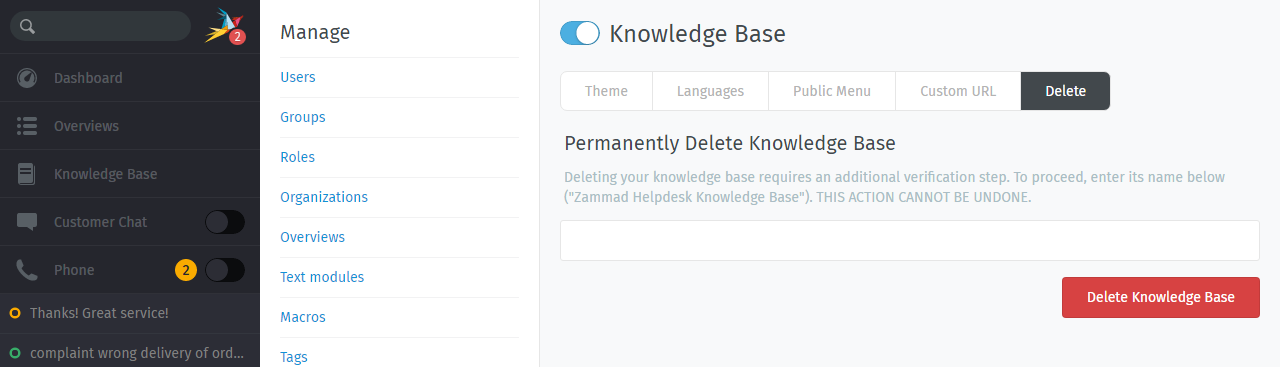 2
Dashboard
Overviews
Knowledge Base
Customer Chat
Phone
2
Thanks! Great service!
complaint wrong delivery of ord...
Manage
Users
Groups
Roles
Organizations
Overviews
Text modules
Macros
Tags
Knowledge Base
Theme
Languages
Public Menu
Custom URL
Delete
Permanently Delete Knowledge Base
Deleting your knowledge base requires an additional verification step. To proceed, enter its name below
("Zammad Helpdesk Knowledge Base"). THIS ACTION CANNOT BE UNDONE.
Delete Knowledge Base